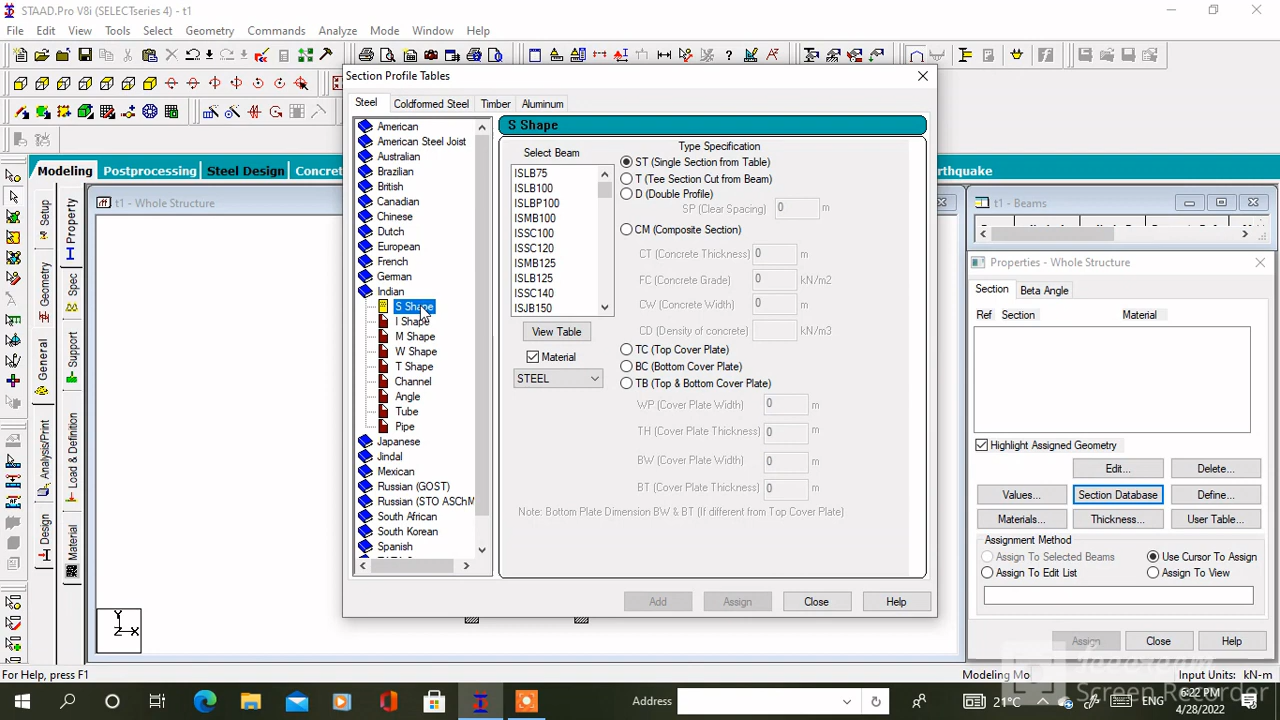 STAAD.Pro V8i (SELECTseries 4) - t1
File Edit View Tools Select Geometry Commands Analyze Mode Window Help
Modeling Postprocessing Steel Design Concre arthquake
Setup
Geometry
General
Analysis/Print
Design
Property
Spec
Support
Load & Definition
Material
t1 - Whole Structure
Y
Z X
Section Profile Tables
Steel Coldformed Steel Timber Aluminum
American
American Steel Joist
Australian
Brazilian
British
Canadian
Chinese
Dutch
European
French
German
Indian
S Shape
I Shape
M Shape
W Shape
T Shape
Channel
Angle
Tube
Pipe
Japanese
Jindal
Mexican
Russian (GOST)
Russian (STO ASChM
South African
South Korean
Spanish
S Shape
Select Beam
ISLB75
ISLB100
ISLBP100
ISMB100
ISSC100
ISSC120
ISMB125
ISLB125
ISSC140
ISJB150
View Table
Material
STEEL
Type Specification
ST (Single Section from Table)
T (Tee Section Cut from Beam)
D (Double Profile)
SP (Clear Spacing) 0 m
CM (Composite Section)
CT (Concrete Thickness) 0 m
FC (Concrete Grade) 0 kN/m2
CW (Concrete Width) 0 m
CD (Density of concrete) kN/m3
TC (Top Cover Plate)
BC (Bottom Cover Plate)
TB (Top & Bottom Cover Plate)
WP (Cover Plate Width) 0 m
TH (Cover Plate Thickness) 0 m
BW (Cover Plate Width) 0 m
BT (Cover Plate Thickness) 0 m
Note: Bottom Plate Dimension BW & BT (If different from Top Cover Plate)
Add Assign Close Help
t1 - Beams
Properties - Whole Structure
Section Beta Angle
Ref Section Material
Highlight Assigned Geometry
Edit... Delete...
Values... Section Database Define...
Materials... Thickness... User Table...
Assignment Method
Assign To Selected Beams Use Cursor To Assign
Assign To Edit List Assign To View
Assign Close Help
For Help, press F1
Modeling Mo Input Units: kN-m
Screen Recorder
Address
21°C
ENG
6:22 PM
4/28/2022